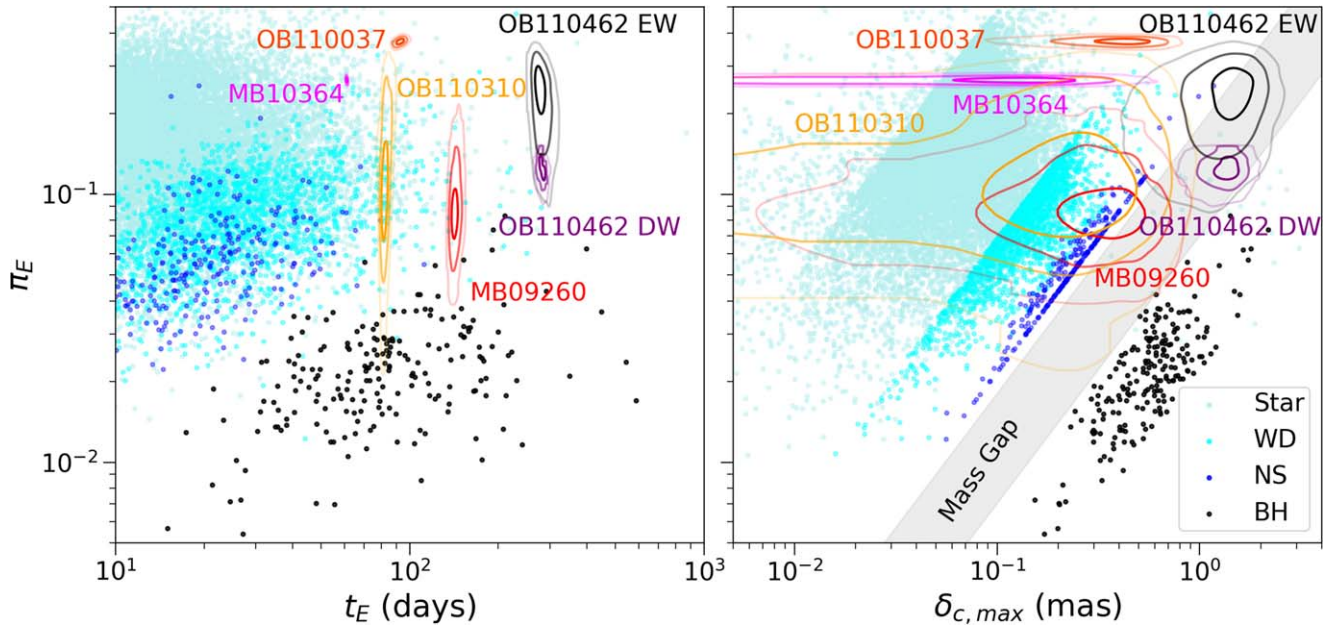 OB110037
OB110462 EW
MB10364
OB110310
OB110462 DW
MB09260
π_E
10^{-1}
10^{-2}
10^1
10^2
10^3
t_E (days)
OB110037
OB110462 EW
MB10364
OB110310
OB110462 DW
MB09260
Mass Gap
Star
WD
NS
BH
10^{-2}
10^{-1}
10^0
δ_{c, max} (mas)